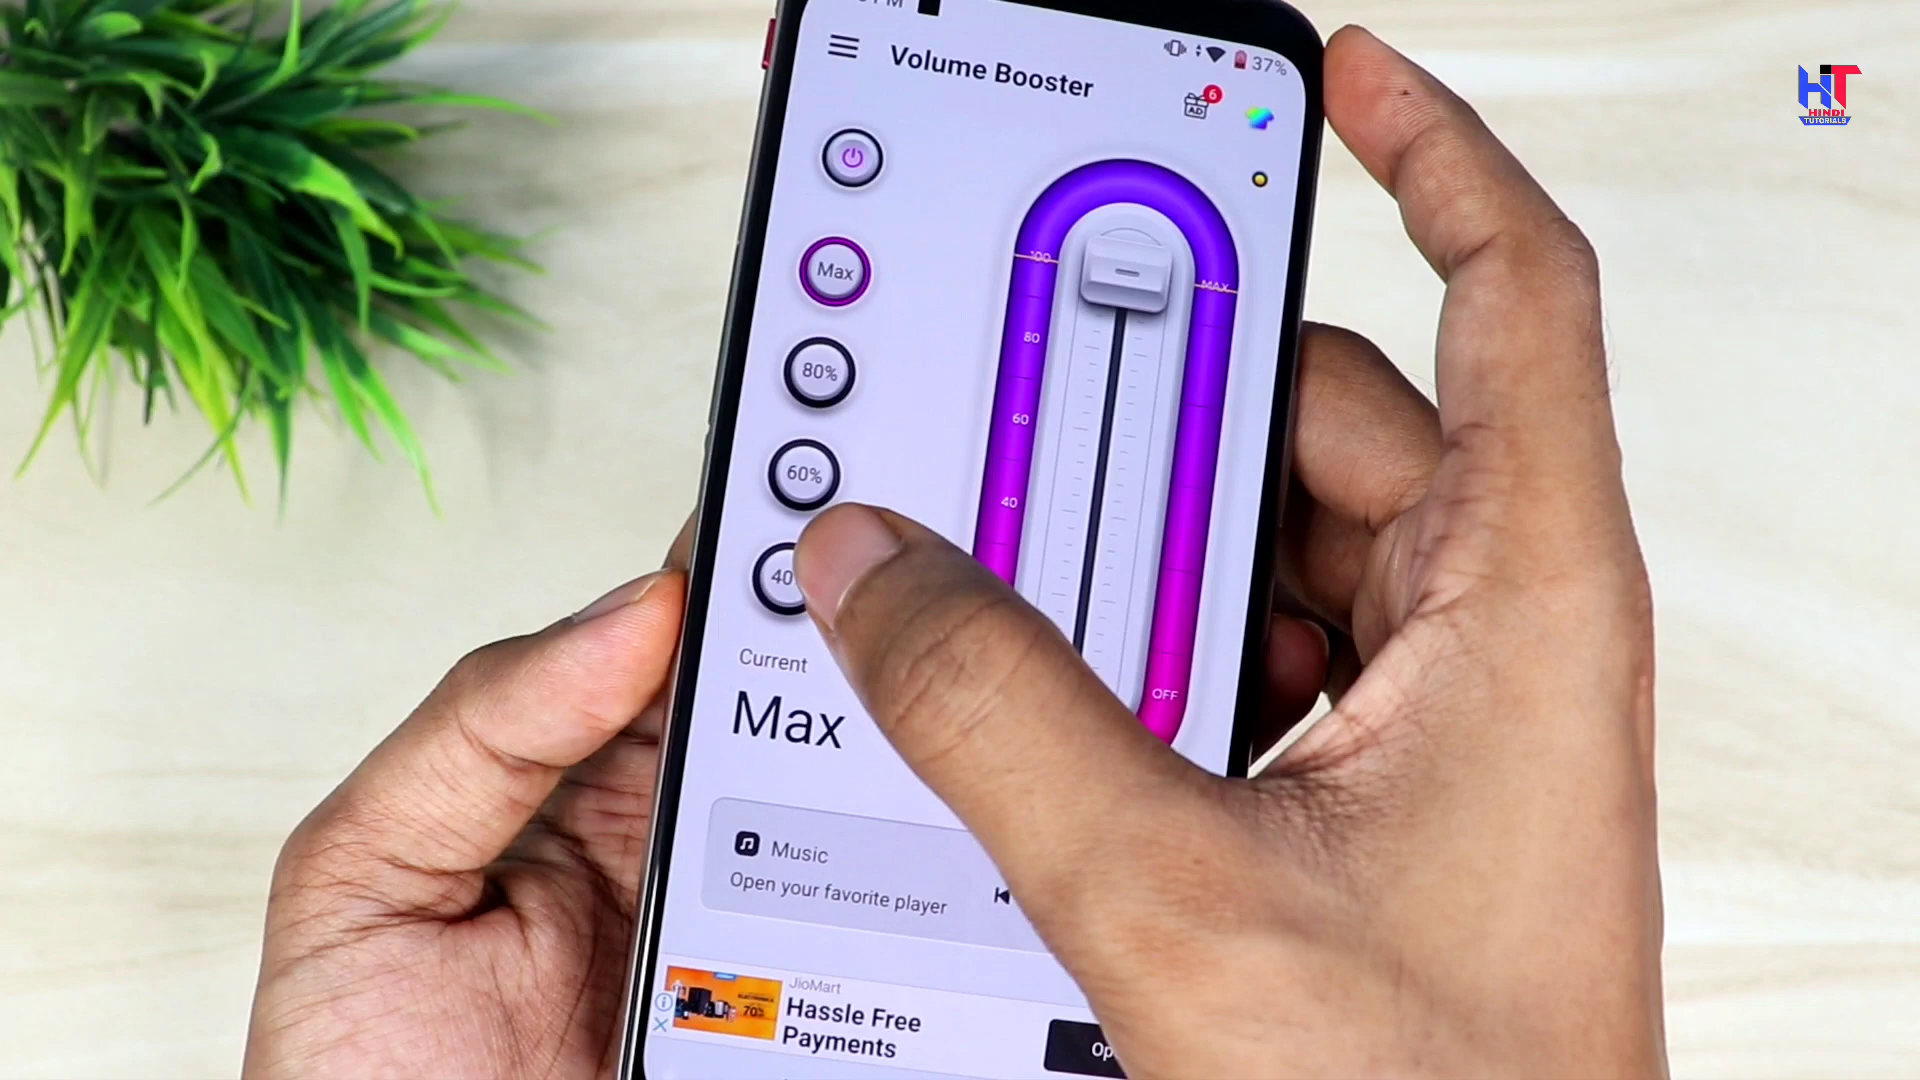 Volume Booster
37%
6
AD
HT
HINDI
TUTORIALS
Max
80%
60%
40
100
80
60
40
MAX
OFF
Current
Max
Music
Open your favorite player
JioMart
Hassle Free
Payments
70%
Op